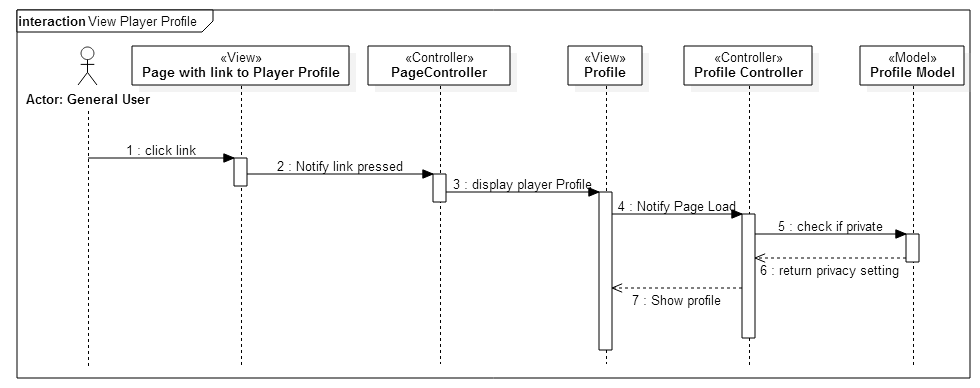 interaction View Player Profile
«View»
Page with link to Player Profile
«Controller»
PageController
«View»
Profile
«Controller»
Profile Controller
«Model»
Profile Model
Actor: General User
1 : click link
2 : Notify link pressed
3 : display player Profile
4 : Notify Page Load
5 : check if private
6 : return privacy setting
7 : Show profile